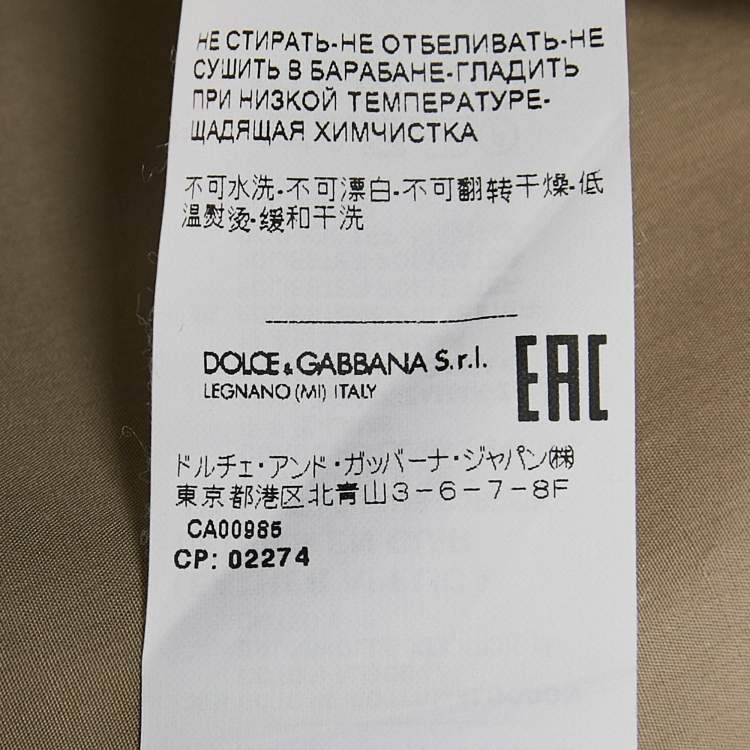 НЕ СТИРАТЬ-НЕ ОТБЕЛИВАТЬ-НЕ
СУШИТЬ В БАРАБАНЕ-ГЛАДИТЬ
ПРИ НИЗКОЙ ТЕМПЕРАТУРЕ-
ЩАДЯЩАЯ ХИМЧИСТКА
不可水洗-不可漂白-不可翻转干燥-低
温熨烫-缓和干洗
DOLCE & GABBANA S.r.l.
LEGNANO (MI) ITALY
EAC
ドルチェ・アンド・ガッバーナ・ジャパン㈱
東京都港区北青山3-6-7-8F
CA00985
CP: 02274